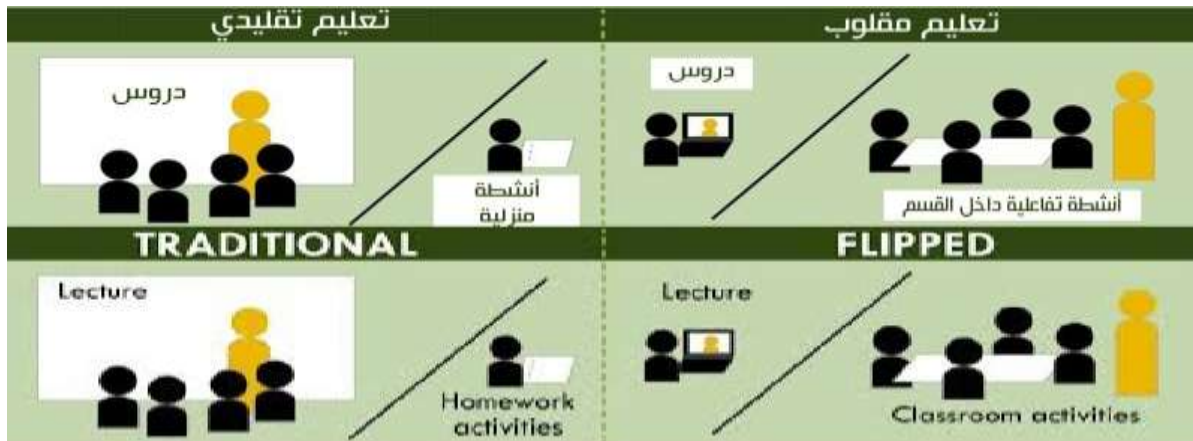 تعليم تقليدي
تعليم مقلوب
دروس
أنشطة
منزلية
دروس
أنشطة تفاعلية داخل القسم
TRADITIONAL
FLIPPED
Lecture
Homework
activities
Lecture
Classroom activities